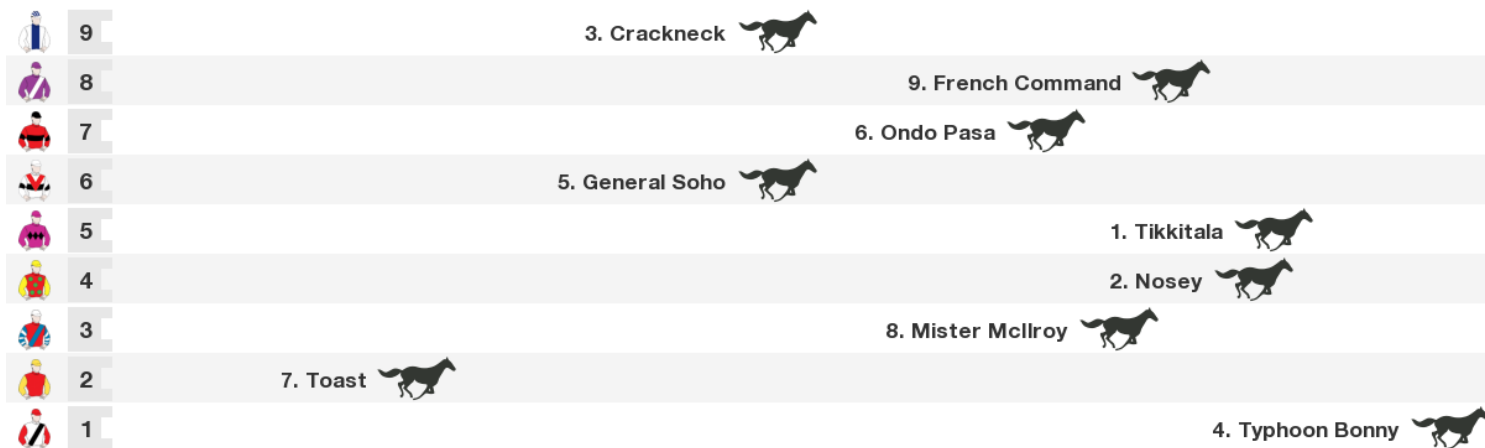 9 3. Crackneck
8 9. French Command
7 6. Ondo Pasa
6 5. General Soho
5 1. Tikkitala
4 2. Nosey
3 8. Mister McIlroy
2 7. Toast
1 4. Typhoon Bonny